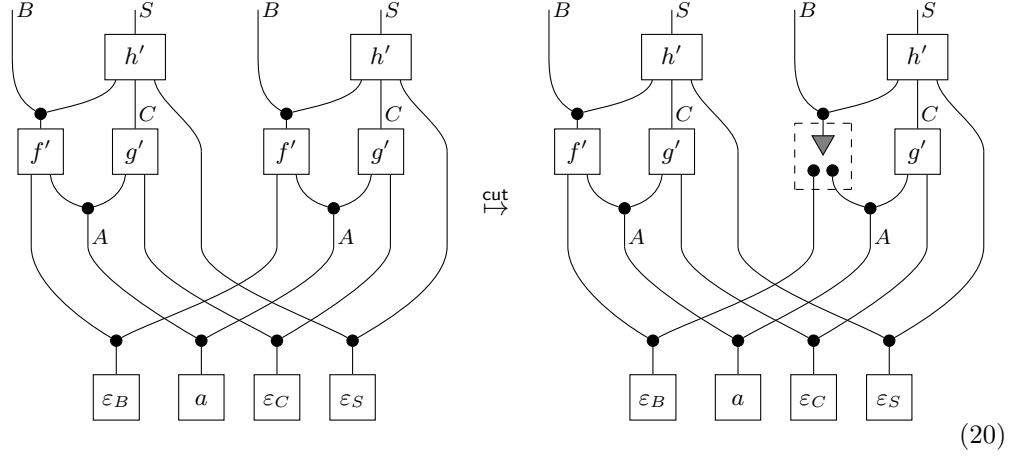 B S B S B S B S
h′ h′ h′ h′
C C C C
f′ g′ f′ g′ f′ g′ g′
cut
↦
A A A A
ε_B a ε_C ε_S ε_B a ε_C ε_S
(20)